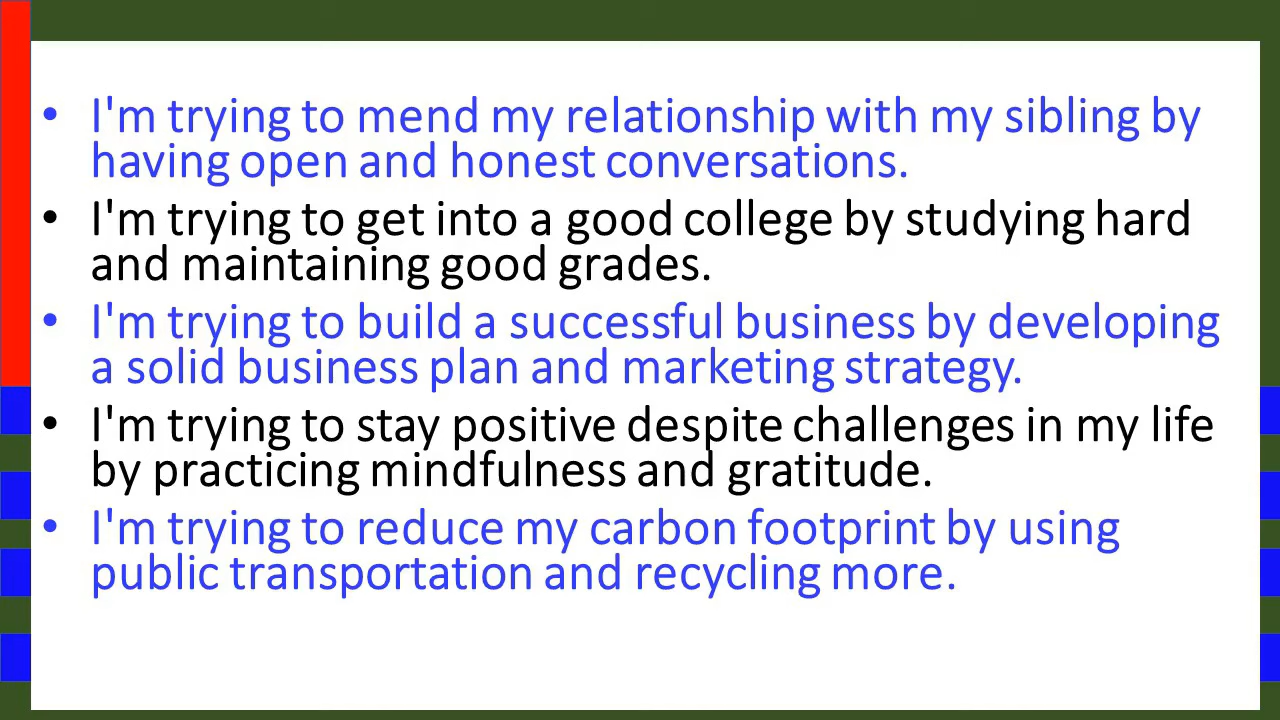 • I'm trying to mend my relationship with my sibling by
having open and honest conversations.
• I'm trying to get into a good college by studying hard
and maintaining good grades.
• I'm trying to build a successful business by developing
a solid business plan and marketing strategy.
• I'm trying to stay positive despite challenges in my life
by practicing mindfulness and gratitude.
• I'm trying to reduce my carbon footprint by using
public transportation and recycling more.